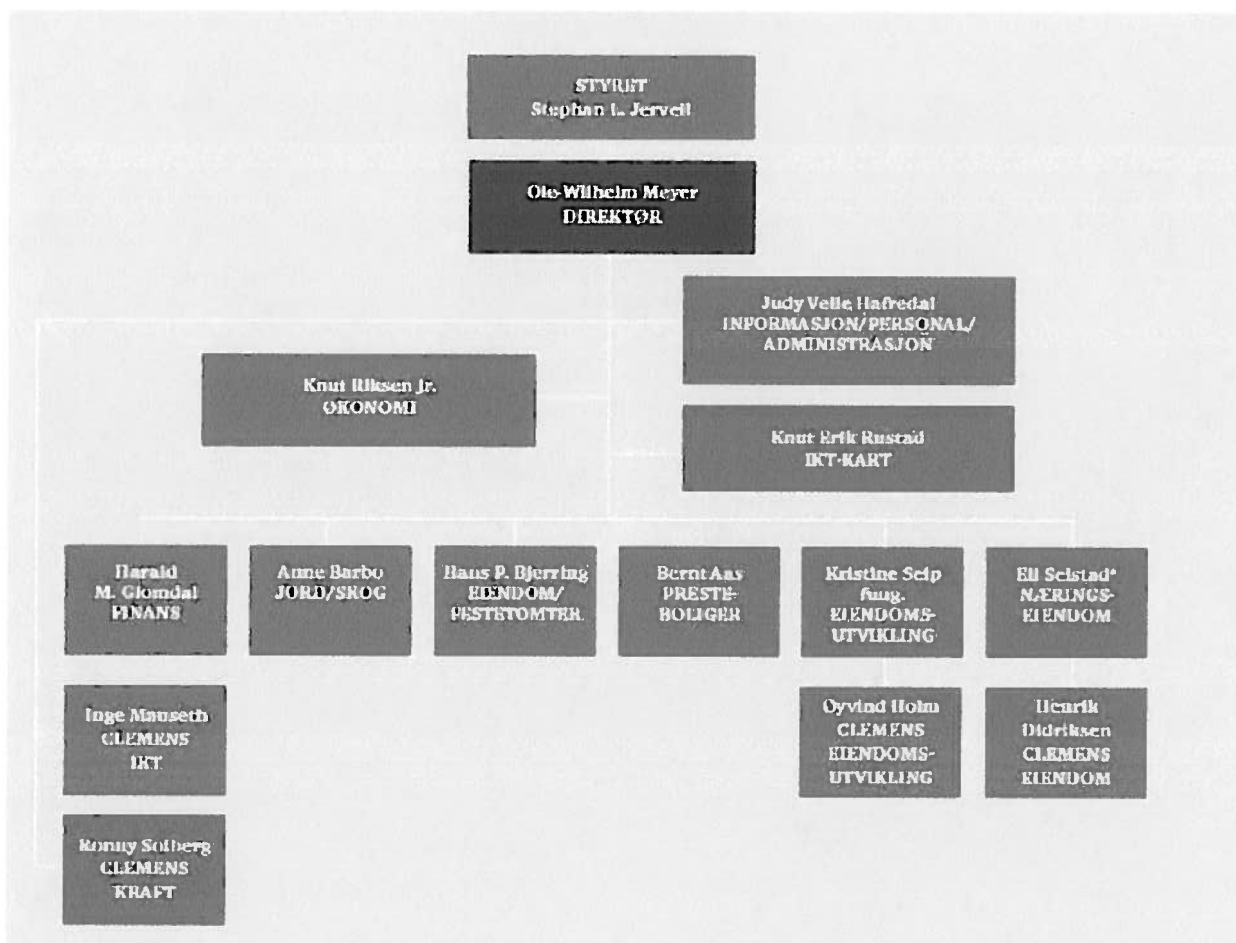 STYRET
Stephan L. Jervell
Ole-Wilhelm Meyer
DIREKTØR
Judy Velle Hafredal
INFORMASJON/PERSONAL/
ADMINISTRASJON
Knut Riksen Jr.
ØKONOMI
Knut Erik Rustad
IKT-KART
Harald
M. Glomdal
FINANS
Anne Barbo
JORD/SKOG
Hans P. Bjerring
EIENDOM/
FESTETOMTER
Bernt Aas
PRESTE-
BOLIGER
Kristine Seip
fung.
EIENDOMS-
UTVIKLING
Eli Selstad*
NÆRINGS-
EIENDOM
Inge Mauseth
CLEMENS
IKT
Øyvind Holm
CLEMENS
EIENDOMS-
UTVIKLING
Henrik
Didriksen
CLEMENS
EIENDOM
Ronny Solberg
CLEMENS
KRAFT